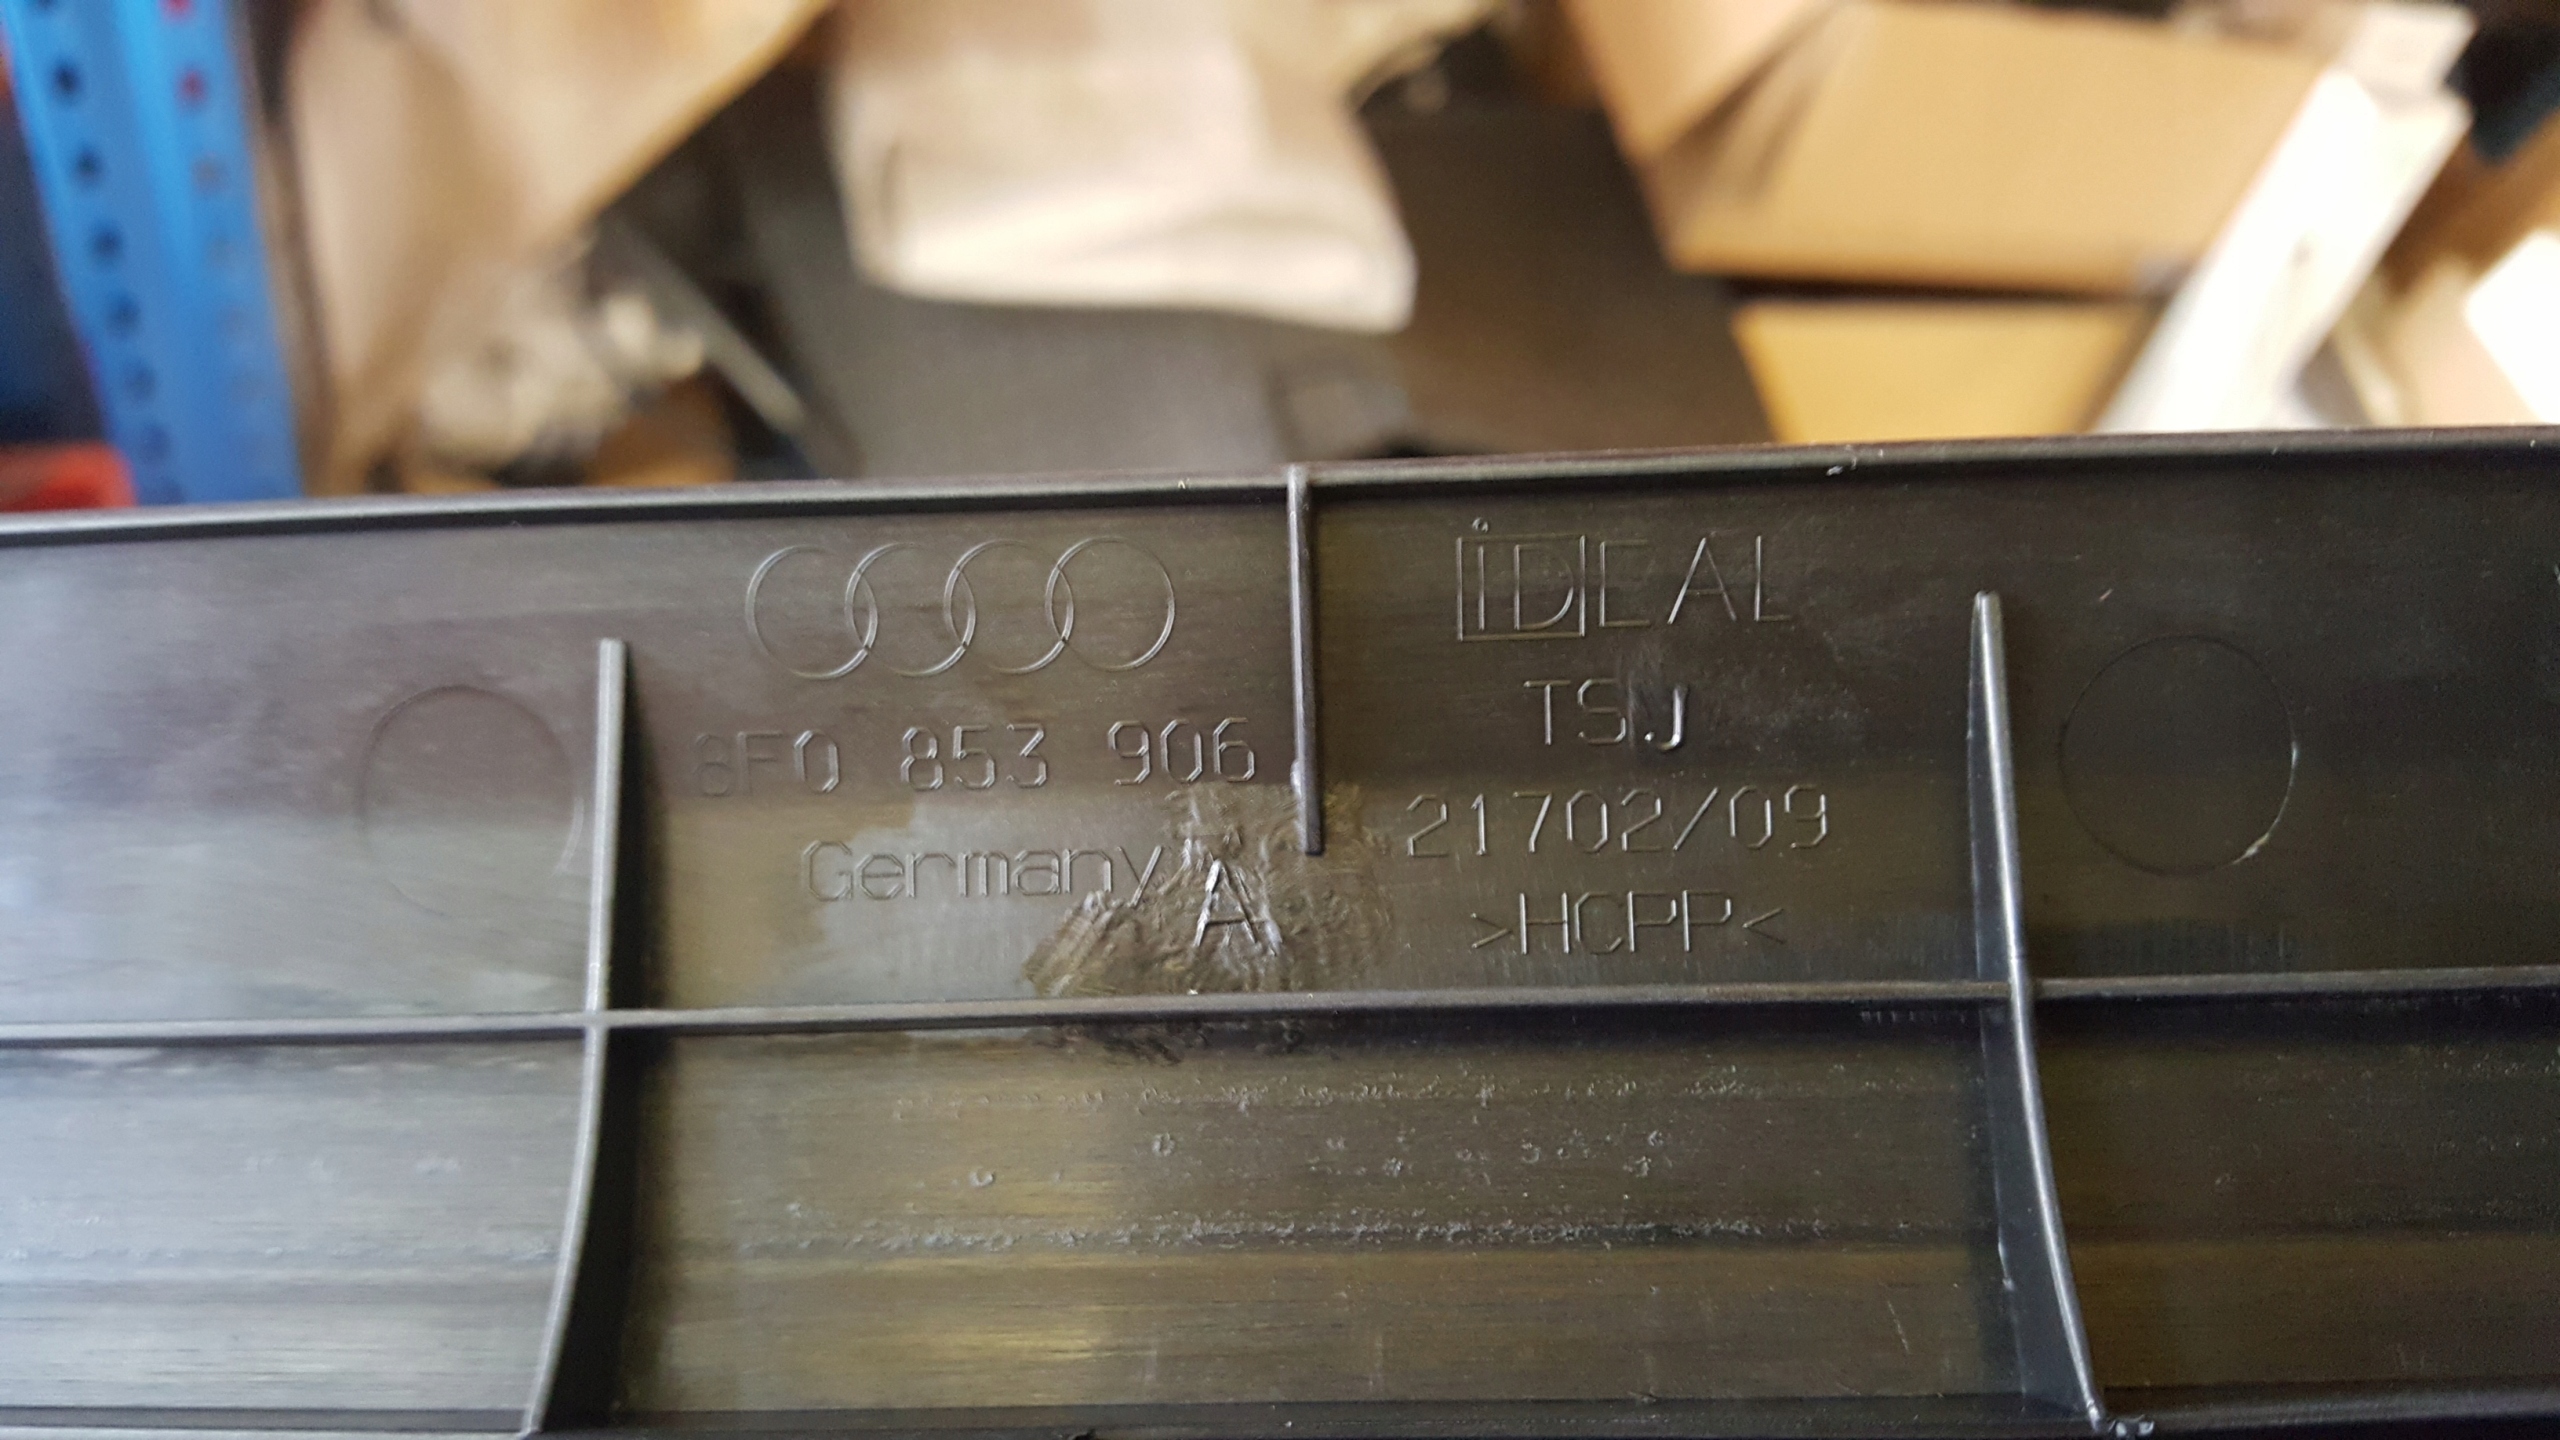 8F0 853 906
Germany
A
iDEAL
TSJ
21702/09
>HCPP<